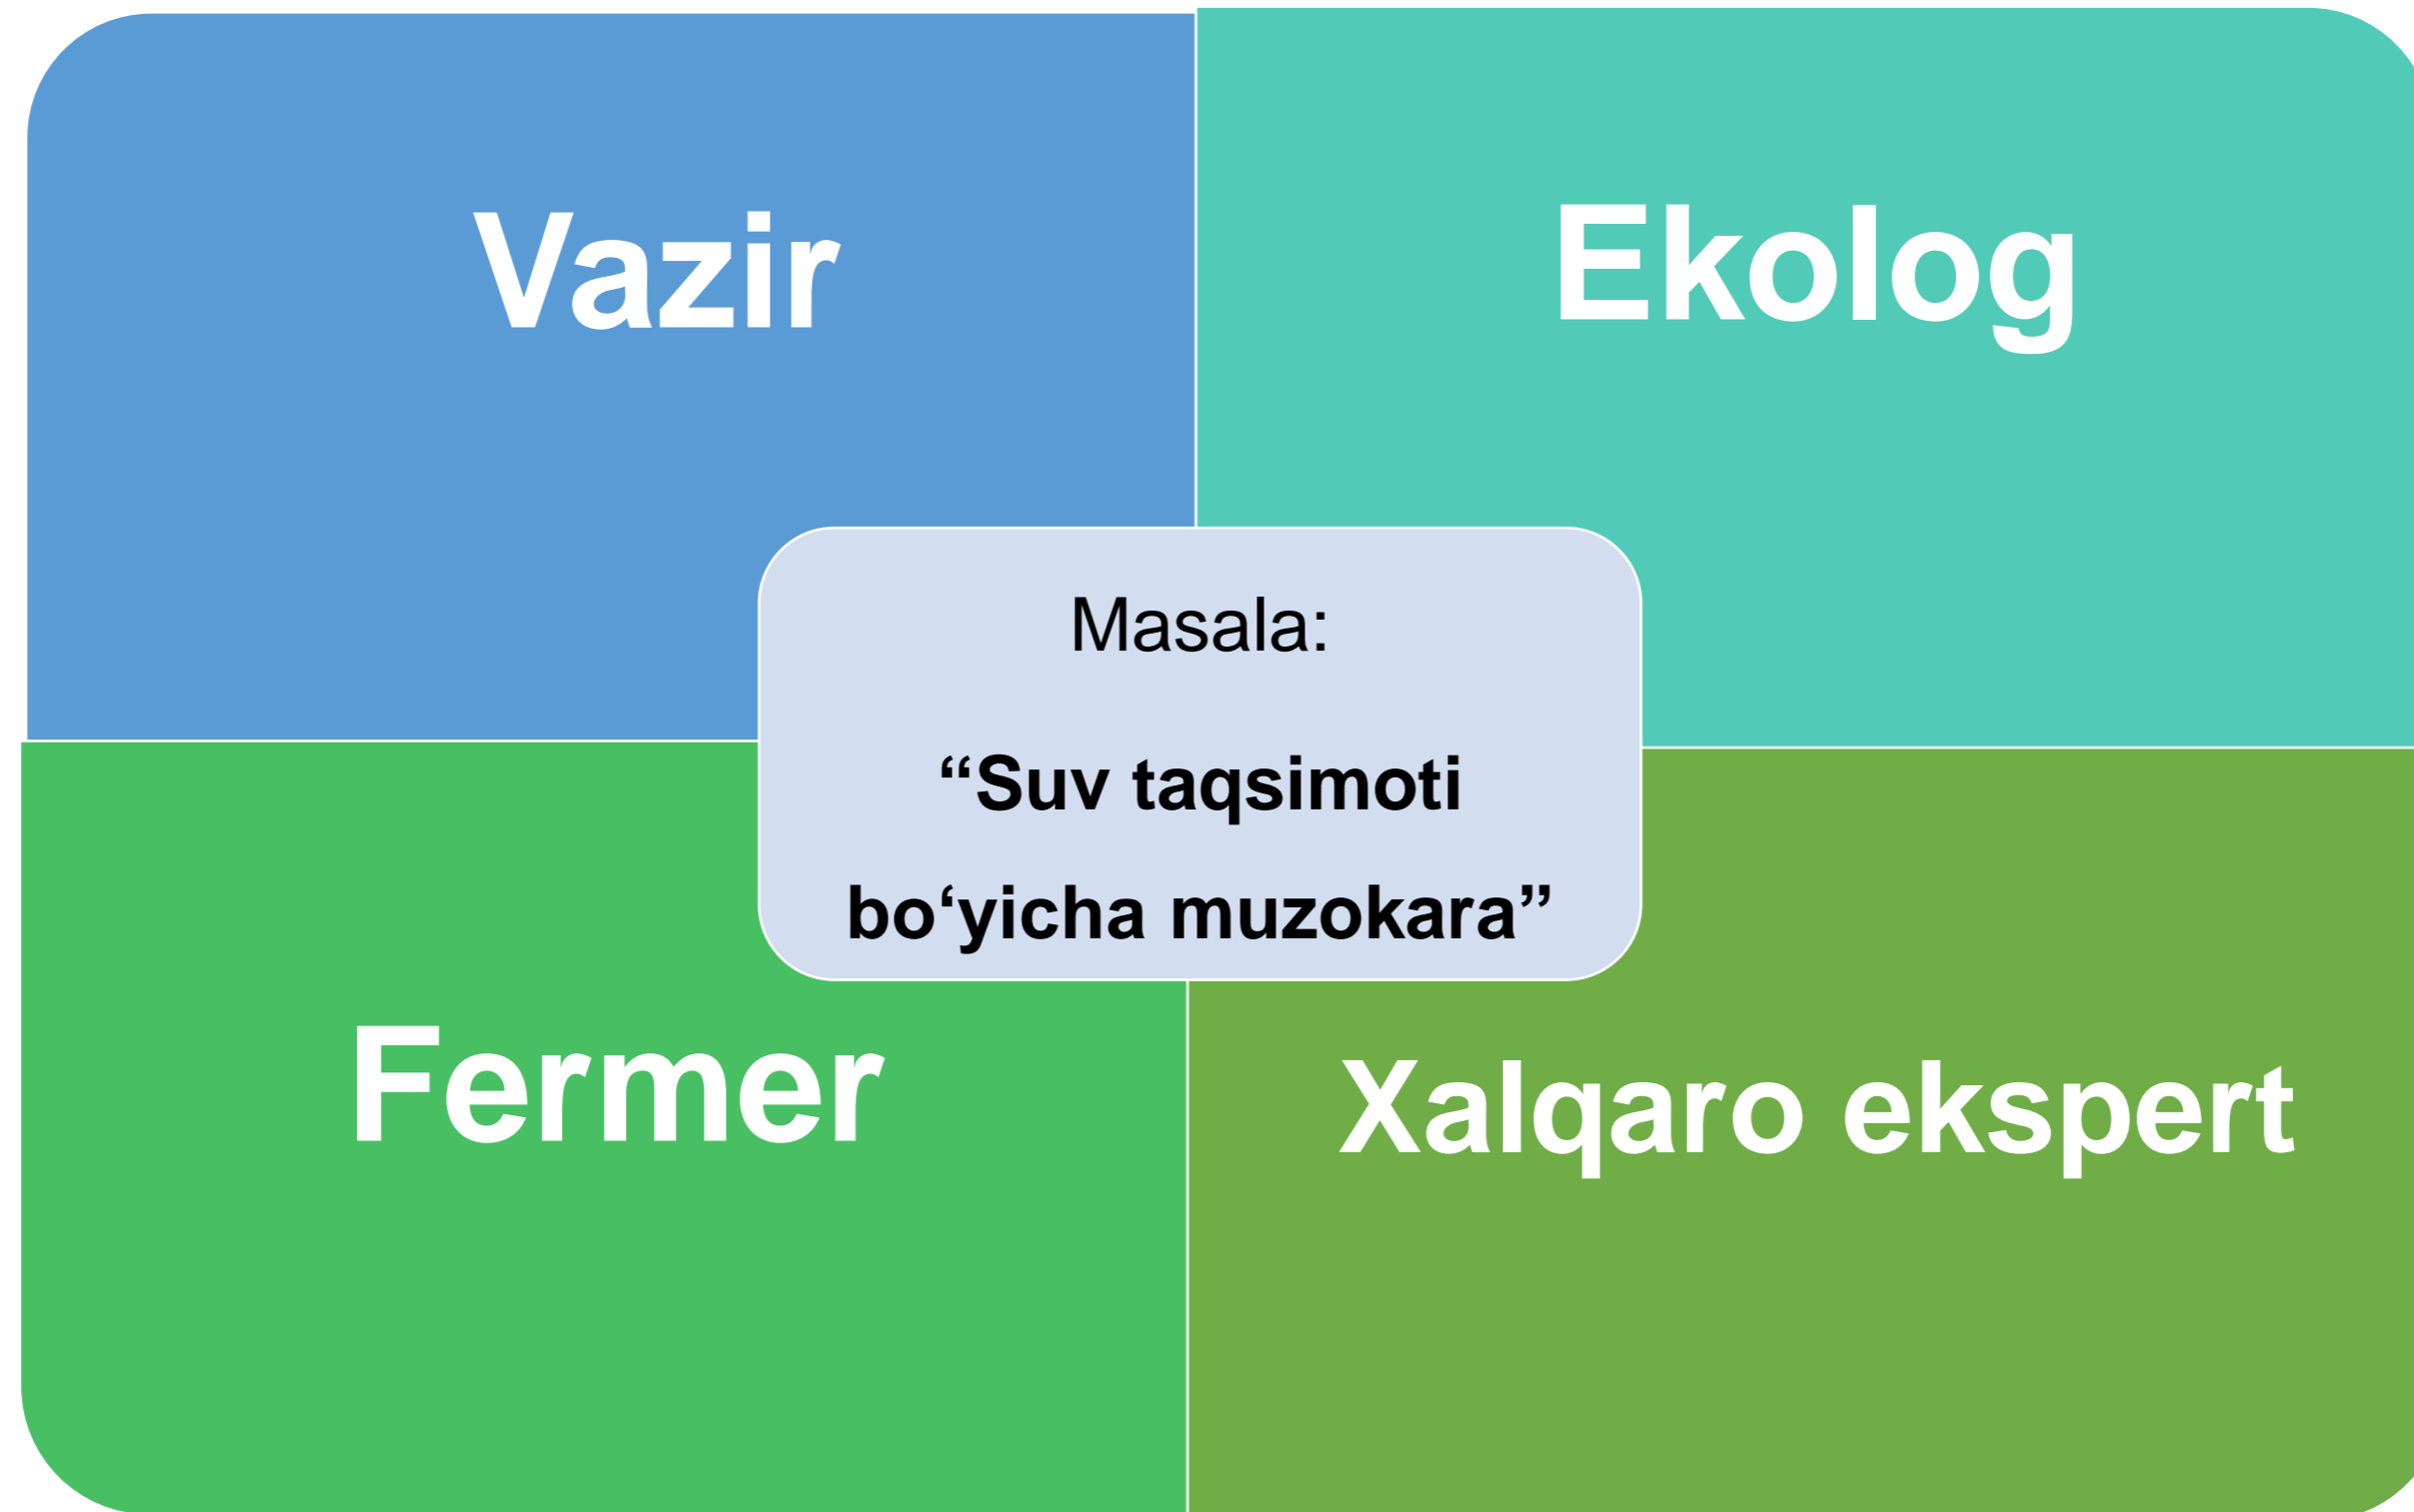 Vazir
Ekolog
Masala:
“Suv taqsimoti
bo‘yicha muzokara”
Fermer
Xalqaro ekspert